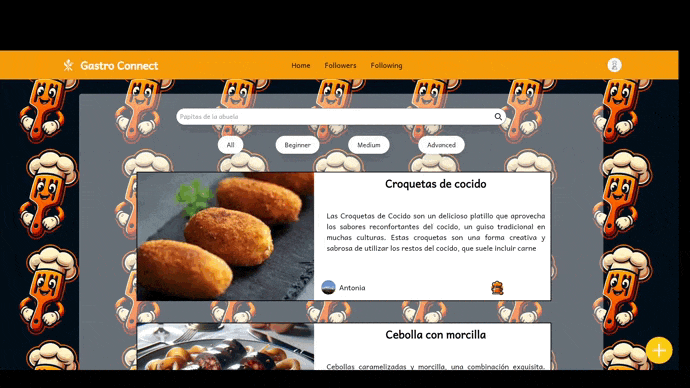 Gastro Connect
Home Followers Following
Papitas de la abuela
All Beginner Medium Advanced
Croquetas de cocido
Las Croquetas de Cocido son un delicioso platillo que aprovecha
los sabores reconfortantes del cocido, un guiso tradicional en
muchas culturas. Estas croquetas son una forma creativa y
sabrosa de utilizar los restos del cocido, que suele incluir carne
Antonia
Cebolla con morcilla
Cebollas caramelizadas y morcilla, una combinación exquisita.